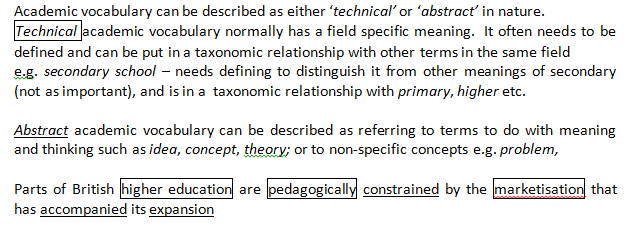 Academic vocabulary can be described as either ‘technical’ or ‘abstract’ in nature.
Technical academic vocabulary normally has a field specific meaning.  It often needs to be
defined and can be put in a taxonomic relationship with other terms in the same field
e.g. secondary school – needs defining to distinguish it from other meanings of secondary
(not as important), and is in a  taxonomic relationship with primary, higher etc.
Abstract academic vocabulary can be described as referring to terms to do with meaning
and thinking such as idea, concept, theory; or to non-specific concepts e.g. problem,
Parts of British higher education are pedagogically constrained by the marketisation that
has accompanied its expansion